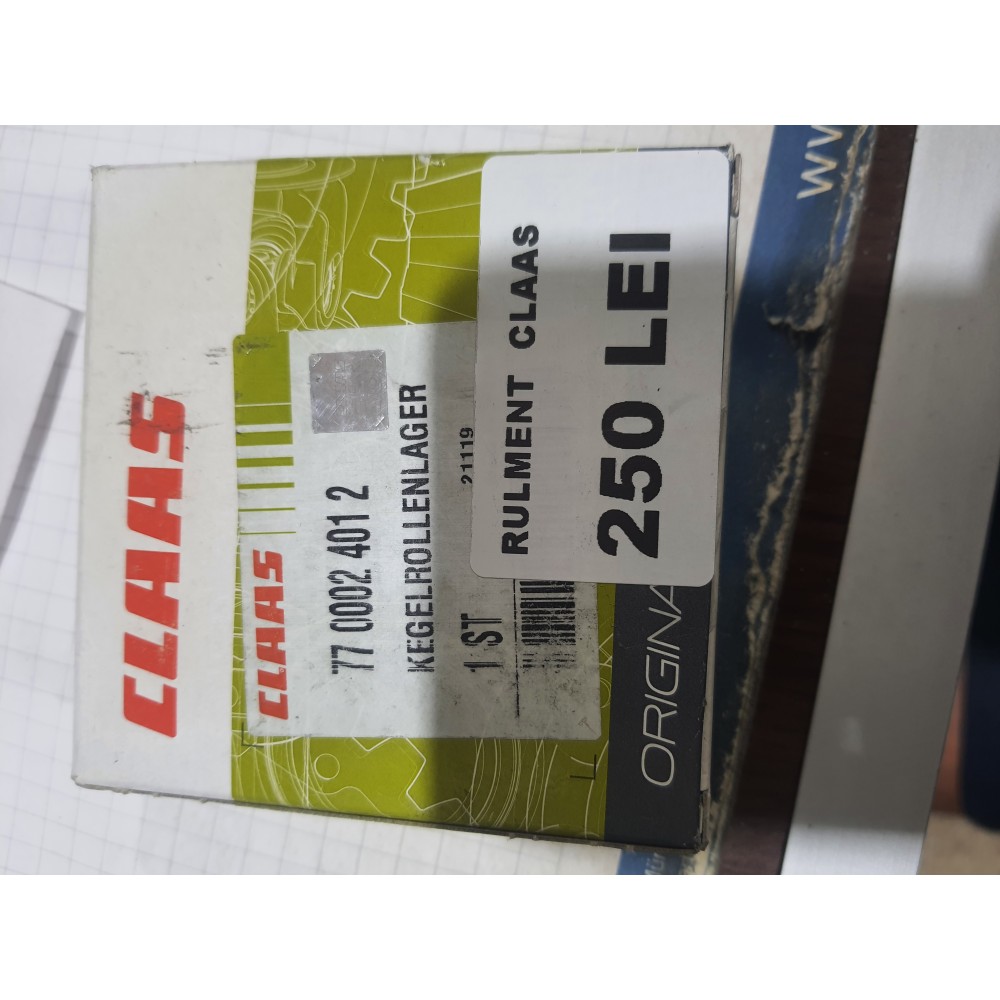 CLAAS
CLAAS
77 0002 401 2
KEGELROLLENLAGER
1 ST
21119
RULMENT CLAAS
250 LEI
ORIGINA